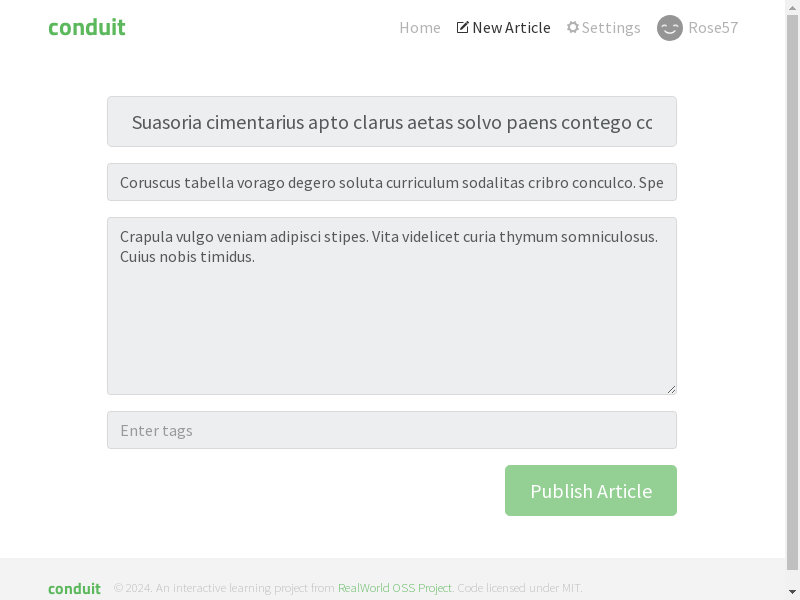 conduit
Home New Article Settings Rose57
Suasoria cimentarius apto clarus aetas solvo paens contego
Coruscus tabella vorago degero soluta curriculum sodalitas cribro conculco. Spe
Crapula vulgo veniam adipisci stipes. Vita videlicet curia thymum somniculosus.
Cuius nobis timidus.
Enter tags
Publish Article
conduit © 2024. An interactive learning project from RealWorld OSS Project. Code licensed under MIT.